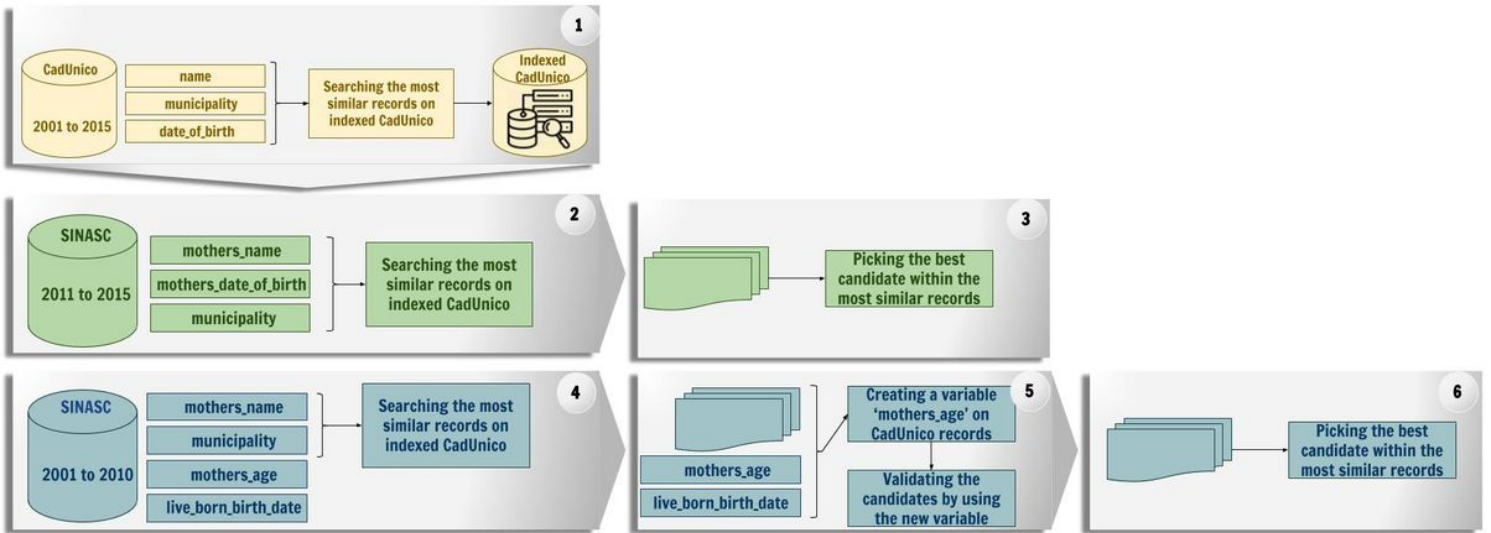 1
CadUnico
2001 to 2015
name
municipality
date_of_birth
Searching the most
similar records on
indexed CadUnico
Indexed
CadUnico
2
SINASC
2011 to 2015
mothers_name
mothers_date_of_birth
municipality
Searching the most
similar records on
indexed CadUnico
3
Picking the best
candidate within the
most similar records
4
SINASC
2001 to 2010
mothers_name
municipality
mothers_age
live_born_birth_date
Searching the most
similar records on
indexed CadUnico
5
mothers_age
live_born_birth_date
Creating a variable
‘mothers_age’ on
CadUnico records
Validating the
candidates by using
the new variable
6
Picking the best
candidate within the
most similar records